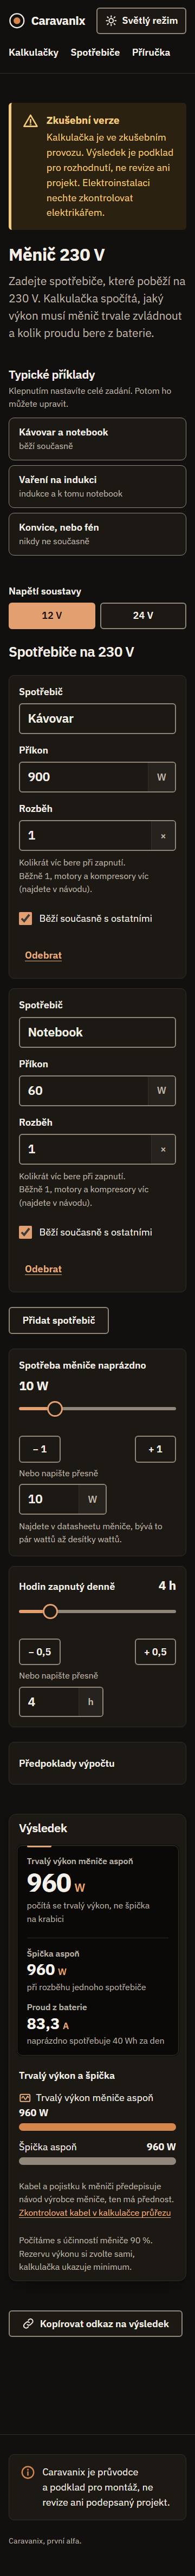 Caravanix
Světlý režim
Kalkulačky Spotřebiče Příručka
Zkušební verze
Kalkulačka je ve zkušebním
provozu. Výsledek je podklad
pro rozhodnutí, ne revize ani
projekt. Elektroinstalaci
nechte zkontrolovat
elektrikářem.
Měnič 230 V
Zadejte spotřebiče, které poběží na
230 V. Kalkulačka spočítá, jaký
výkon musí měnič trvale zvládnout
a kolik proudu bere z baterie.
Typické příklady
Klepnutím nastavíte celé zadání. Potom ho
můžete upravit.
Kávovar a notebook
běží současně
Vaření na indukci
indukce a k tomu notebook
Konvice, nebo fén
nikdy ne současně
Napětí soustavy
12 V
24 V
Spotřebiče na 230 V
Spotřebič
Kávovar
Příkon
900 W
Rozběh
1 ×
Kolikrát víc bere při zapnutí.
Běžně 1, motory a kompresory víc
(najdete v návodu).
Běží současně s ostatními
Odebrat
Spotřebič
Notebook
Příkon
60 W
Rozběh
1 ×
Kolikrát víc bere při zapnutí.
Běžně 1, motory a kompresory víc
(najdete v návodu).
Běží současně s ostatními
Odebrat
Přidat spotřebič
Spotřeba měniče naprázdno
10 W
− 1
+ 1
Nebo napište přesně
10 W
Najdete v datasheetu měniče, bývá to
pár wattů až desítky wattů.
Hodin zapnutý denně 4 h
− 0,5
+ 0,5
Nebo napište přesně
4 h
Předpoklady výpočtu
Výsledek
Trvalý výkon měniče aspoň
960 W
počítá se trvalý výkon, ne špička
na krabici
Špička aspoň
960 W
při rozběhu jednoho spotřebiče
Proud z baterie
83,3 A
naprázdno spotřebuje 40 Wh za den
Trvalý výkon a špička
Trvalý výkon měniče aspoň
960 W
Špička aspoň 960 W
Kabel a pojistku k měniči předepisuje
návod výrobce měniče, ten má přednost.
Zkontrolovat kabel v kalkulačce průřezu
Počítáme s účinností měniče 90 %.
Rezervu výkonu si zvolte sami,
kalkulačka ukazuje minimum.
Kopírovat odkaz na výsledek
Caravanix je průvodce
a podklad pro montáž, ne
revize ani podepsaný projekt.
Caravanix, první alfa.